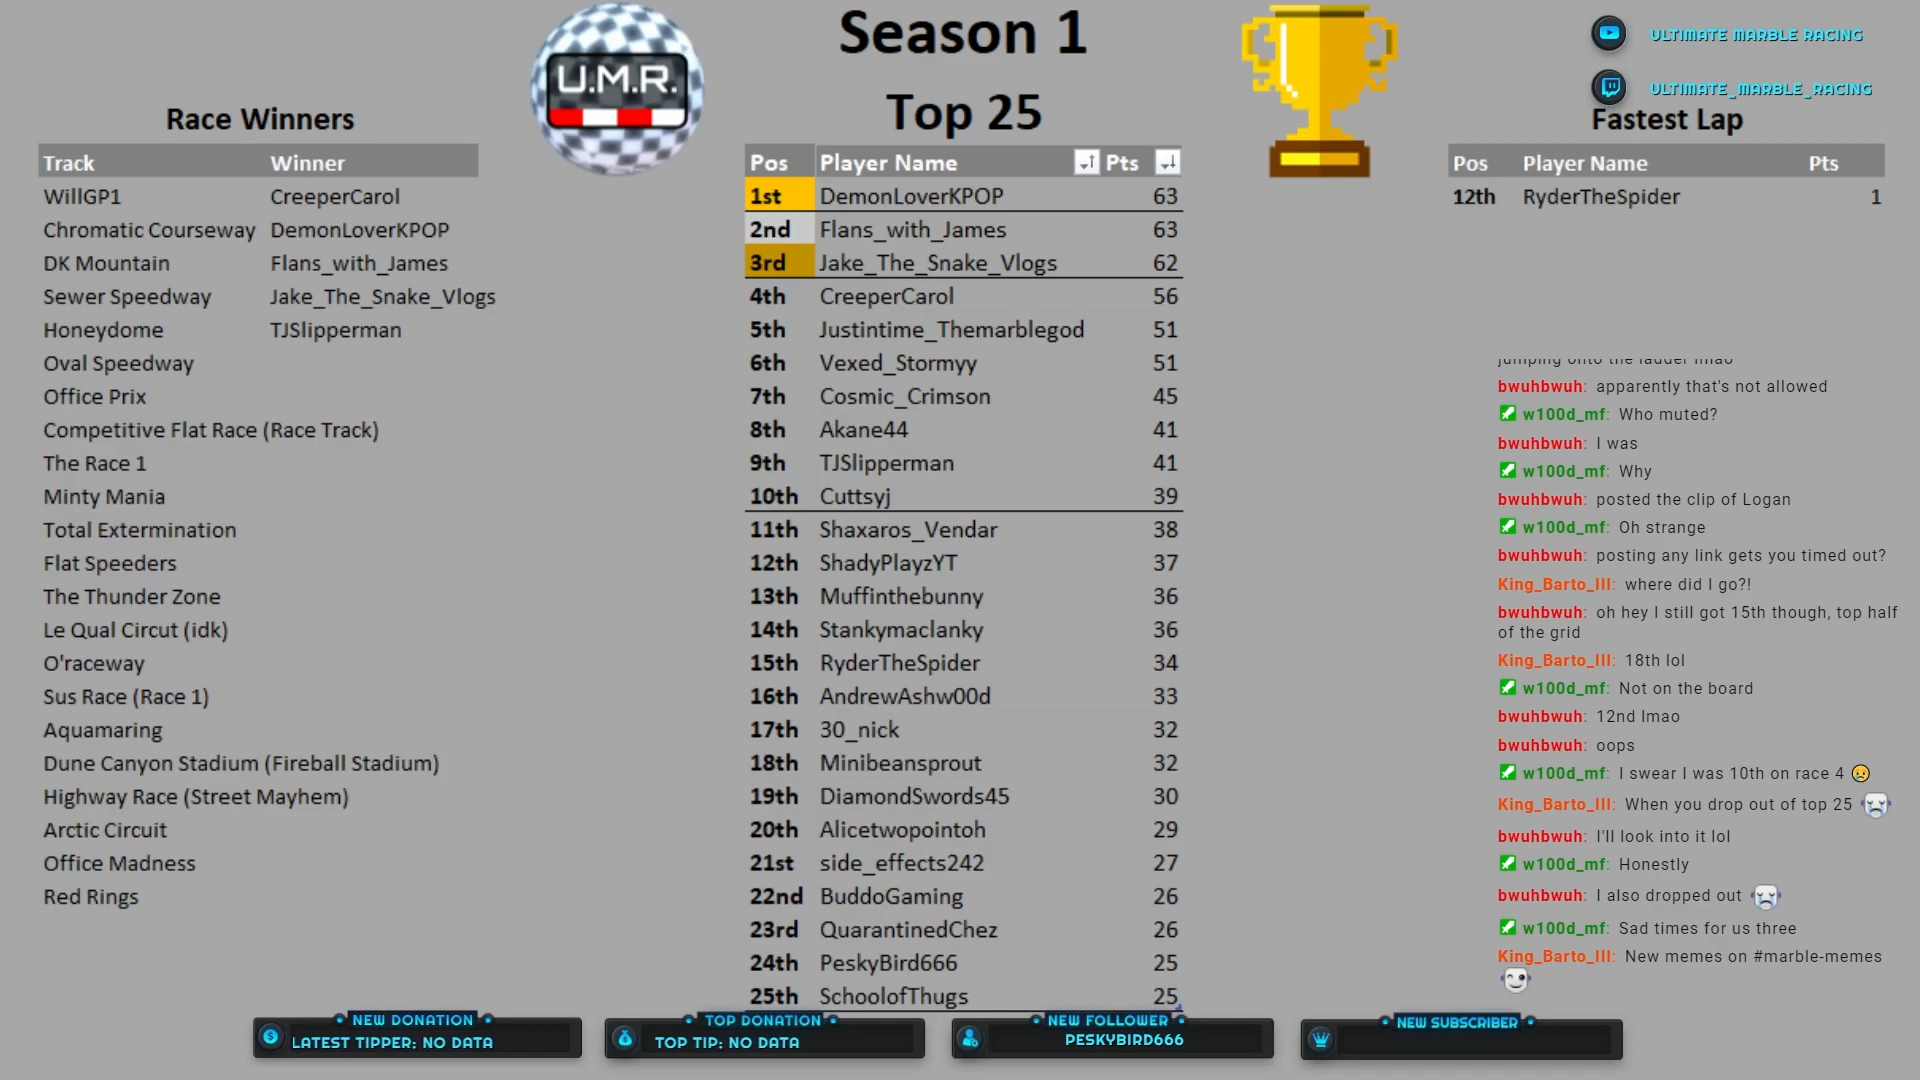 Season 1
Top 25
U.M.R.
ULTIMATE MARBLE RACING
ULTIMATE_MARBLE_RACING
Race Winners
Track Winner
WillGP1 CreeperCarol
Chromatic Courseway DemonLoverKPOP
DK Mountain Flans_with_James
Sewer Speedway Jake_The_Snake_Vlogs
Honeydome TJSlipperman
Oval Speedway
Office Prix
Competitive Flat Race (Race Track)
The Race 1
Minty Mania
Total Extermination
Flat Speeders
The Thunder Zone
Le Qual Circut (idk)
O'raceway
Sus Race (Race 1)
Aquamaring
Dune Canyon Stadium (Fireball Stadium)
Highway Race (Street Mayhem)
Arctic Circuit
Office Madness
Red Rings
Pos Player Name Pts
1st DemonLoverKPOP 63
2nd Flans_with_James 63
3rd Jake_The_Snake_Vlogs 62
4th CreeperCarol 56
5th Justintime_Themarblegod 51
6th Vexed_Stormyy 51
7th Cosmic_Crimson 45
8th Akane44 41
9th TJSlipperman 41
10th Cuttsyj 39
11th Shaxaros_Vendar 38
12th ShadyPlayzYT 37
13th Muffinthebunny 36
14th Stankymaclanky 36
15th RyderTheSpider 34
16th AndrewAshw00d 33
17th 30_nick 32
18th Minibeansprout 32
19th DiamondSwords45 30
20th Alicetwopointoh 29
21st side_effects242 27
22nd BuddoGaming 26
23rd QuarantinedChez 26
24th PeskyBird666 25
25th SchoolofThugs 25
Fastest Lap
Pos Player Name Pts
12th RyderTheSpider 1
jumping onto the ladder lmao
bwuhbwuh: apparently that's not allowed
w100d_mf: Who muted?
bwuhbwuh: I was
w100d_mf: Why
bwuhbwuh: posted the clip of Logan
w100d_mf: Oh strange
bwuhbwuh: posting any link gets you timed out?
King_Barto_III: where did I go?!
bwuhbwuh: oh hey I still got 15th though, top half
of the grid
King_Barto_III: 18th lol
w100d_mf: Not on the board
bwuhbwuh: 12nd lmao
bwuhbwuh: oops
w100d_mf: I swear I was 10th on race 4
King_Barto_III: When you drop out of top 25
bwuhbwuh: I'll look into it lol
w100d_mf: Honestly
bwuhbwuh: I also dropped out
w100d_mf: Sad times for us three
King_Barto_III: New memes on #marble-memes
NEW DONATION
LATEST TIPPER: NO DATA
TOP DONATION
TOP TIP: NO DATA
NEW FOLLOWER
PESKYBIRD666
NEW SUBSCRIBER